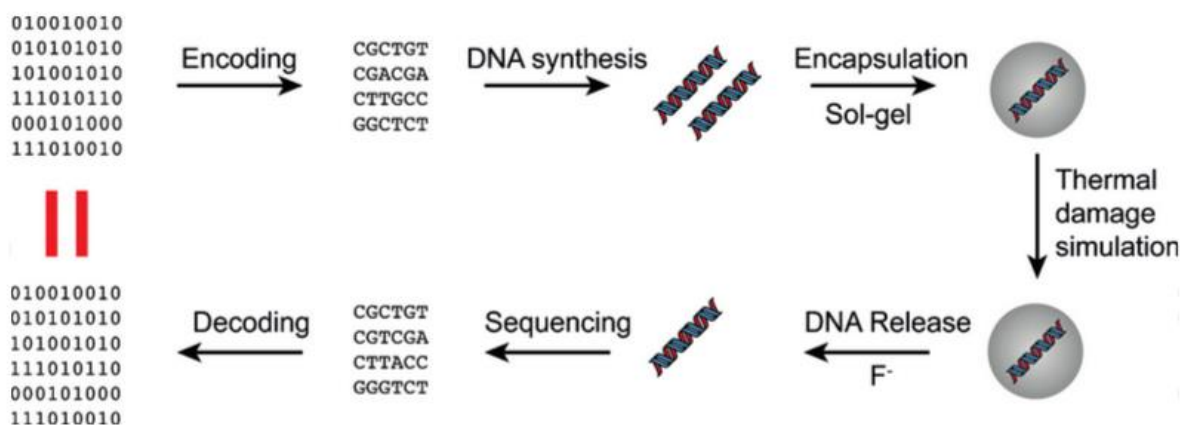 010010010
010101010
101001010
111010110
000101000
111010010
Encoding
CGCTGT
CGACGA
CTTGCC
GGCTCT
DNA synthesis
Encapsulation
Sol-gel
Thermal
damage
simulation
DNA Release
F-
Sequencing
CGCTGT
CGTCGA
CTTACC
GGGTCT
Decoding
010010010
010101010
101001010
111010110
000101000
111010010